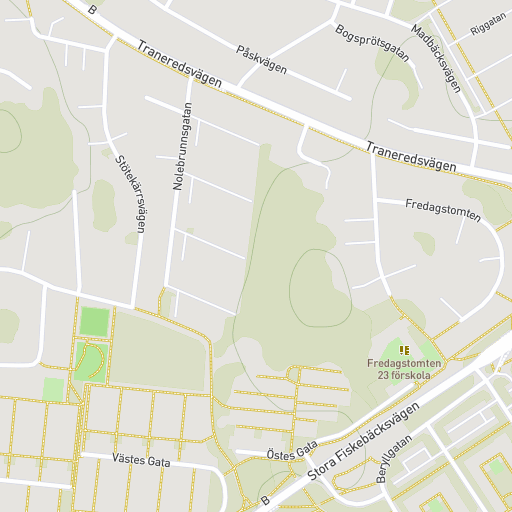 B
Traneredsvägen
Påskvägen
Bogsprötsgatan
Madbäcksvägen
Riggatan
Nolebrunnsgatan
Stötekärrsvägen
Traneredsvägen
Fredagstomten
Fredagstomten
23 förskola
Stora Fiskebäcksvägen
Östes Gata
Västes Gata
Beryllgatan
B